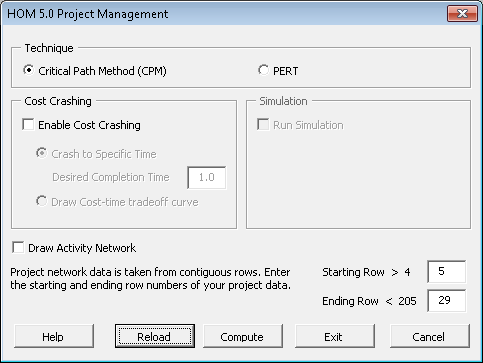 HOM 5.0 Project Management
Technique
Critical Path Method (CPM) PERT
Cost Crashing Simulation
Enable Cost Crashing Run Simulation
Crash to Specific Time
Desired Completion Time 1.0
Draw Cost-time tradeoff curve
Draw Activity Network
Project network data is taken from contiguous rows. Enter Starting Row > 4 5
the starting and ending row numbers of your project data.
Ending Row < 205 29
Help Reload Compute Exit Cancel